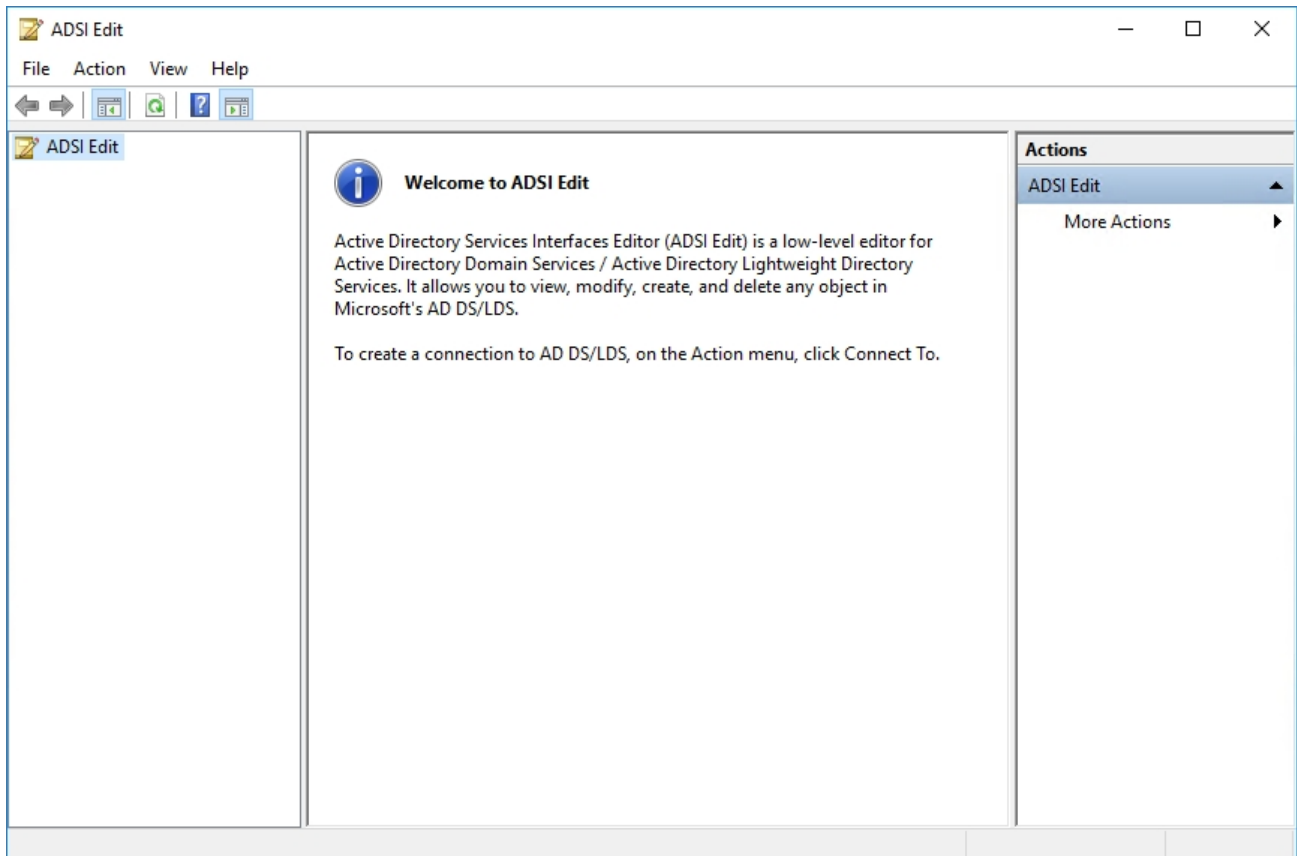 ADSI Edit
File Action View Help
ADSI Edit
Welcome to ADSI Edit
Active Directory Services Interfaces Editor (ADSI Edit) is a low-level editor for
Active Directory Domain Services / Active Directory Lightweight Directory
Services. It allows you to view, modify, create, and delete any object in
Microsoft's AD DS/LDS.
To create a connection to AD DS/LDS, on the Action menu, click Connect To.
Actions
ADSI Edit
More Actions